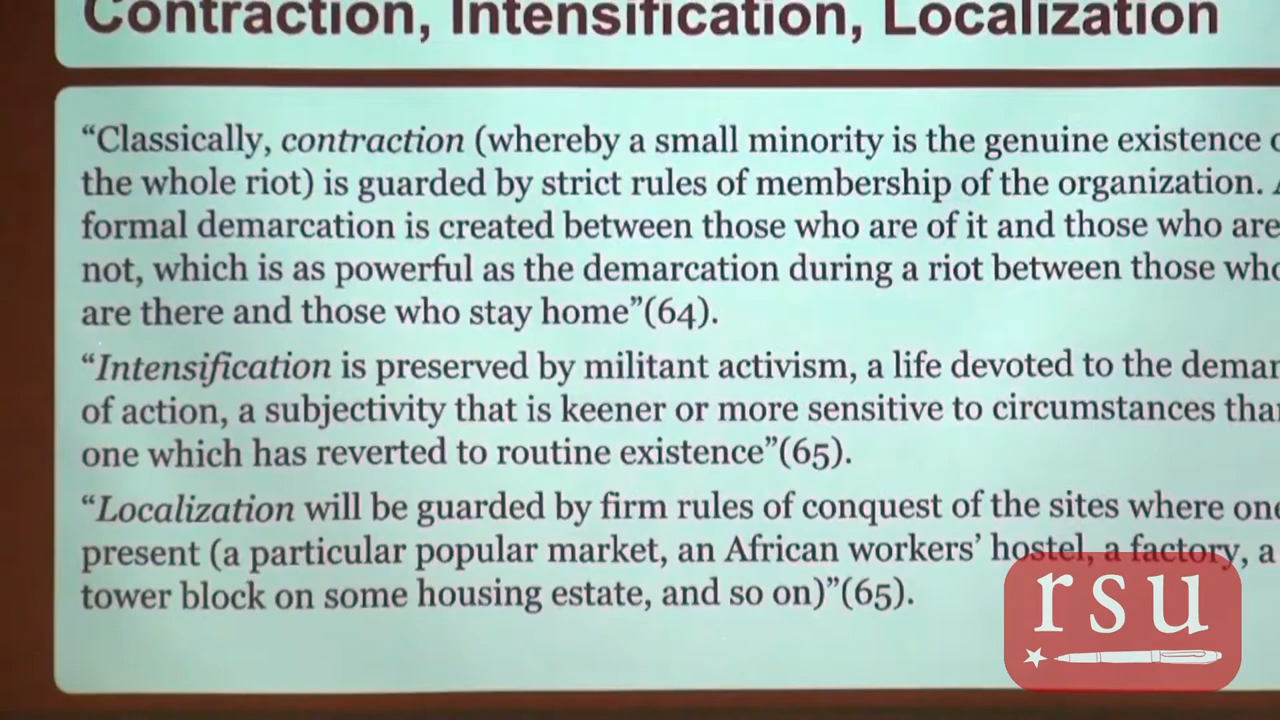 Contraction, Intensification, Localization
“Classically, contraction (whereby a small minority is the genuine existence
the whole riot) is guarded by strict rules of membership of the organization.
formal demarcation is created between those who are of it and those who are
not, which is as powerful as the demarcation during a riot between those who
are there and those who stay home”(64).
“Intensification is preserved by militant activism, a life devoted to the
of action, a subjectivity that is keener or more sensitive to circumstances
one which has reverted to routine existence”(65).
“Localization will be guarded by firm rules of conquest of the sites where
present (a particular popular market, an African workers’ hostel, a factory, a
tower block on some housing estate, and so on)”(65).
rsu